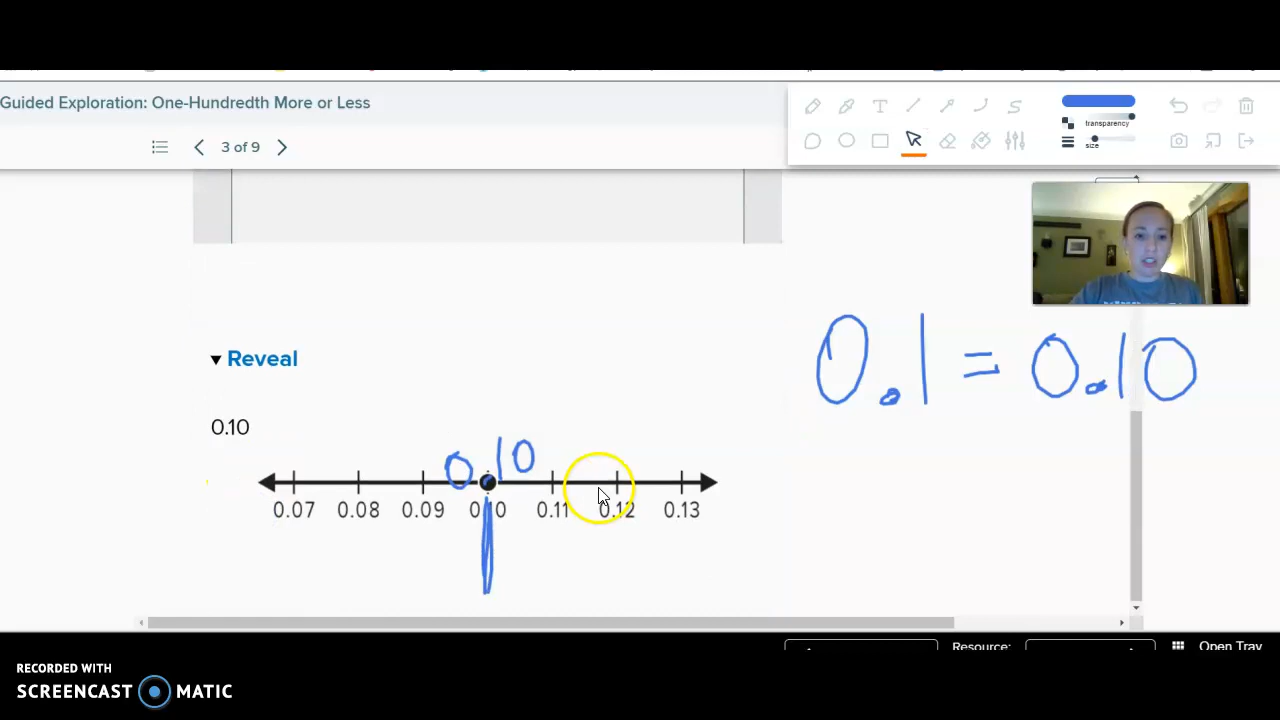 Guided Exploration: One-Hundredth More or Less
transparency
3 of 9
size
0.1 = 0.10
Reveal
0.10
0.10
0.07 0.08 0.09 0.10 0.11 0.12 0.13
Resource:
Open Tray
RECORDED WITH
SCREENCAST MATIC